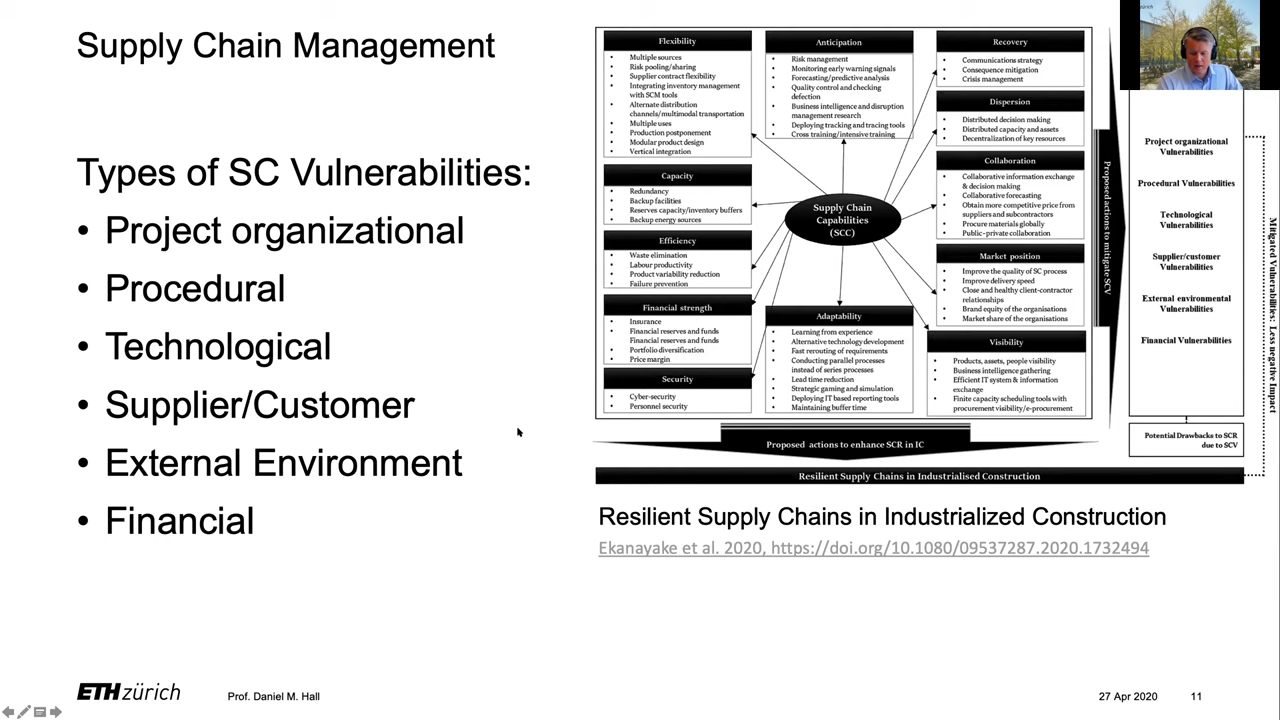 Supply Chain Management
Types of SC Vulnerabilities:
• Project organizational
• Procedural
• Technological
• Supplier/Customer
• External Environment
• Financial
Flexibility
• Multiple sources
• Risk pooling/sharing
• Supplier contract flexibility
• Integrating inventory management
with SCM tools
• Alternate distribution
channels/multimodal transportation
• Multiple uses
• Production postponement
• Modular product design
• Vertical integration
Capacity
• Redundancy
• Backup facilities
• Reserves capacity/inventory buffers
• Backup energy sources
Efficiency
• Waste elimination
• Labour productivity
• Product variability reduction
• Failure prevention
Financial strength
• Insurance
• Financial reserves and funds
• Financial reserves and funds
• Portfolio diversification
• Price margin
Security
• Cyber-security
• Personnel security
Anticipation
• Risk management
• Monitoring early warning signals
• Forecasting/predictive analysis
• Quality control and checking
defection
• Business intelligence and disruption
management research
• Deploying tracking and tracing tools
• Cross training/intensive training
Supply Chain
Capabilities
(SCC)
Adaptability
• Learning from experience
• Alternative technology development
• Fast rerouting of requirements
• Conducting parallel processes
instead of series processes
• Lead time reduction
• Strategic gaming and simulation
• Deploying IT based reporting tools
• Maintaining buffer time
Recovery
• Communications strategy
• Consequence mitigation
• Crisis management
Dispersion
• Distributed decision making
• Distributed capacity and assets
• Decentralization of key resources
Collaboration
• Collaborative information exchange
& decision making
• Collaborative forecasting
• Obtain more competitive price from
suppliers and subcontractors
• Procure materials globally
• Public-private collaboration
Market position
• Improve the quality of SC process
• Improve delivery speed
• Close and healthy client-contractor
relationships
• Brand equity of the organisations
• Market share of the organisations
Visibility
• Products, assets, people visibility
• Business intelligence gathering
• Efficient IT system & information
exchange
• Finite capacity scheduling tools with
procurement visibility/e-procurement
Proposed actions to mitigate SCV
Project organizational
Vulnerabilities
Procedural Vulnerabilities
Technological
Vulnerabilities
Supplier/customer
Vulnerabilities
External environmental
Vulnerabilities
Financial Vulnerabilities
Mitigated Vulnerabilities: Less negative Impact
Potential Drawbacks to SCR
due to SCV
Proposed actions to enhance SCR in IC
Resilient Supply Chains in Industrialised Construction
Resilient Supply Chains in Industrialized Construction
Ekanayake et al. 2020, https://doi.org/10.1080/09537287.2020.1732494
ETH zürich
Prof. Daniel M. Hall
27 Apr 2020
11